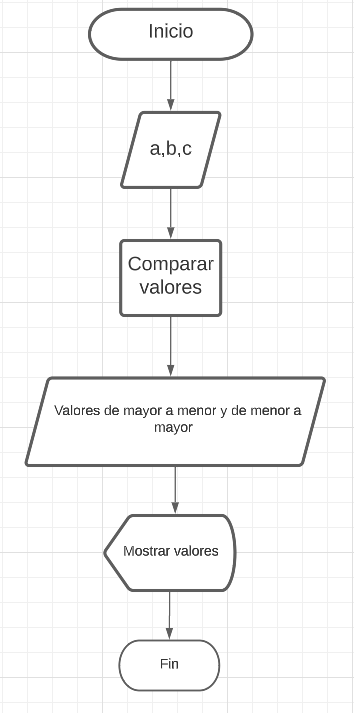 Inicio
a,b,c
Comparar
valores
Valores de mayor a menor y de menor a
mayor
Mostrar valores
Fin